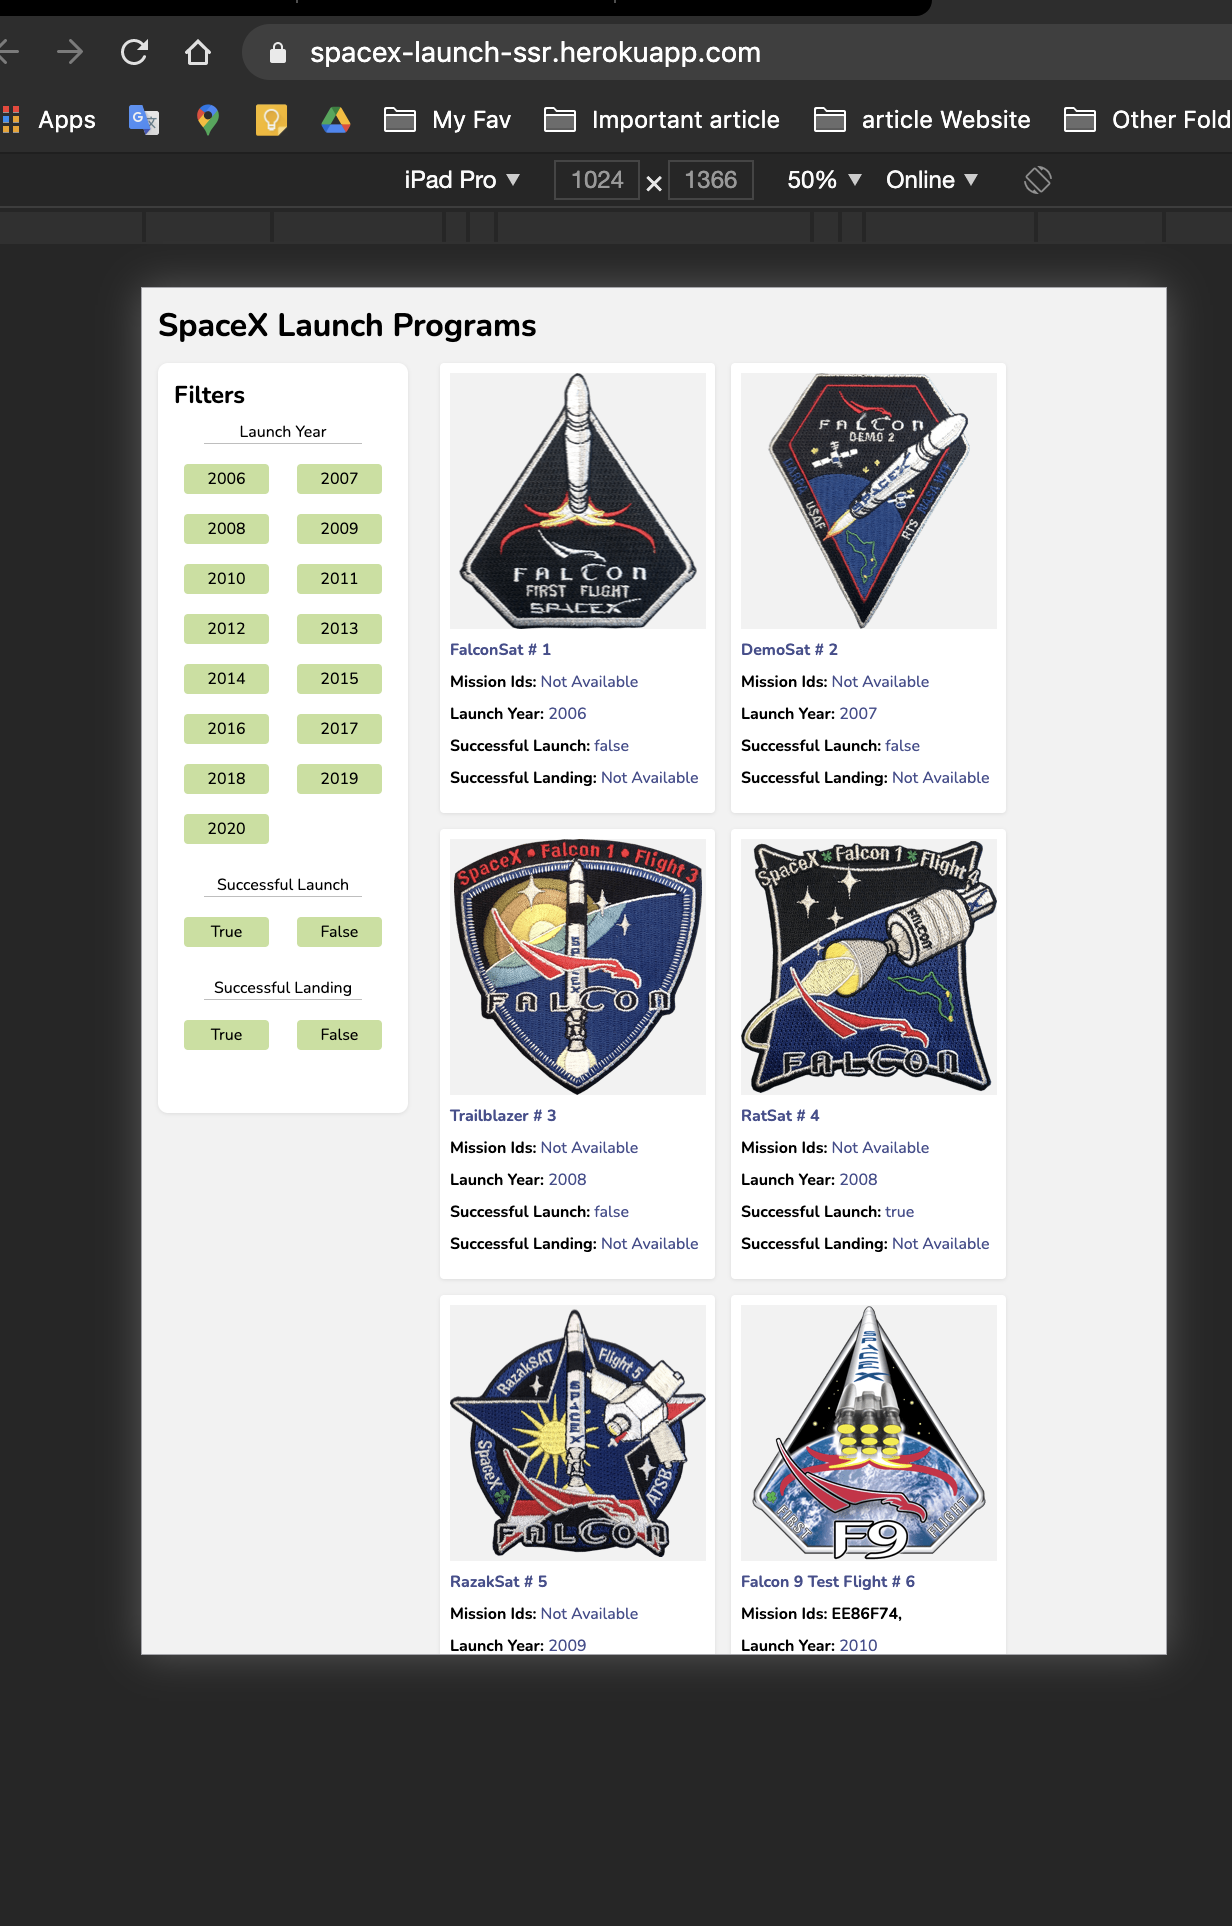 spacex-launch-ssr.herokuapp.com
Apps My Fav Important article article Website Other Fold
iPad Pro 1024 × 1366 50% Online
SpaceX Launch Programs
Filters
Launch Year
2006 2007
2008 2009
2010 2011
2012 2013
2014 2015
2016 2017
2018 2019
2020
Successful Launch
True False
Successful Landing
True False
FALCON
FIRST FLIGHT
SPACEX
FalconSat # 1
Mission Ids: Not Available
Launch Year: 2006
Successful Launch: false
Successful Landing: Not Available
FALCON
DEMO 2
SPACEX
USAF
RTS
DemoSat # 2
Mission Ids: Not Available
Launch Year: 2007
Successful Launch: false
Successful Landing: Not Available
SpaceX • Falcon 1 • Flight 3
SPACEX
FALCON
Trailblazer # 3
Mission Ids: Not Available
Launch Year: 2008
Successful Launch: false
Successful Landing: Not Available
SpaceX Falcon 1 Flight 4
FALCON
FALCON
RatSat # 4
Mission Ids: Not Available
Launch Year: 2008
Successful Launch: true
Successful Landing: Not Available
RazakSAT Flight 5
SPACEX
SpaceX
ATSB
FALCON
RazakSat # 5
Mission Ids: Not Available
Launch Year: 2009
SPACEX
FIRST FLIGHT
F9
Falcon 9 Test Flight # 6
Mission Ids: EE86F74,
Launch Year: 2010